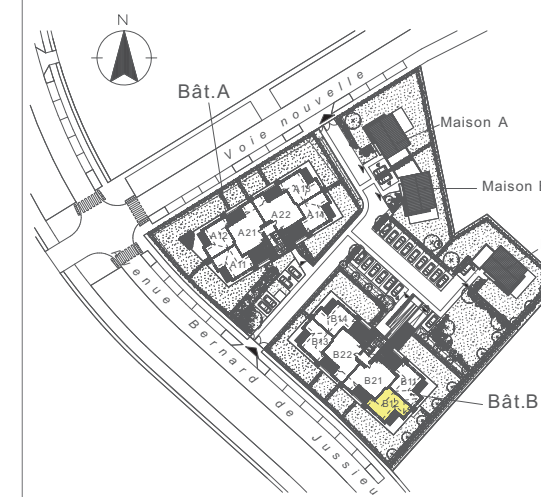 N
Bât.A
Voie nouvelle
Maison A
Maison
A13
A14
A22
A12
A21
A11
enue Bernard de Jussieu
B14
B13
B22
B21
B11
B12
Bât.B